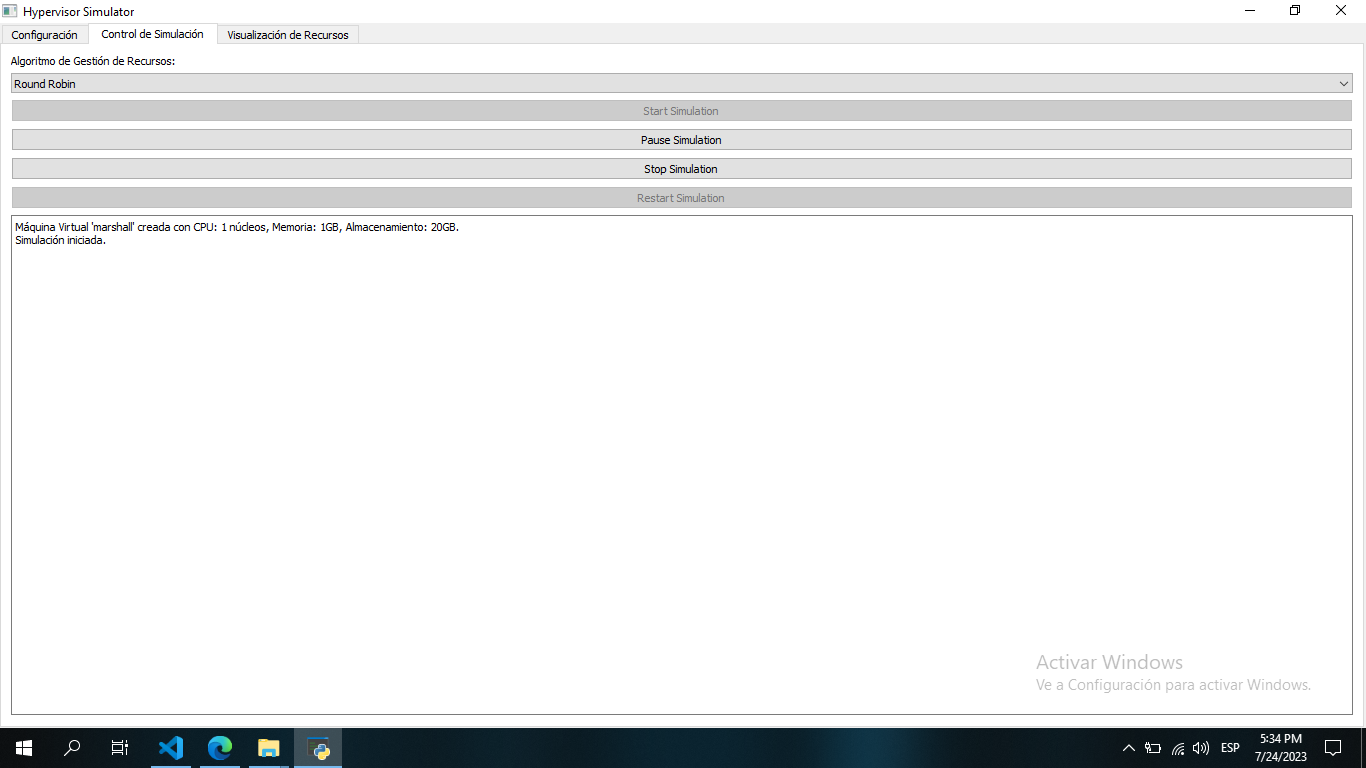 Hypervisor Simulator
Configuración Control de Simulación Visualización de Recursos
Algoritmo de Gestión de Recursos:
Round Robin
Start Simulation
Pause Simulation
Stop Simulation
Restart Simulation
Máquina Virtual 'marshall' creada con CPU: 1 núcleos, Memoria: 1GB, Almacenamiento: 20GB.
Simulación iniciada.
Activar Windows
Ve a Configuración para activar Windows.
ESP
5:34 PM
7/24/2023